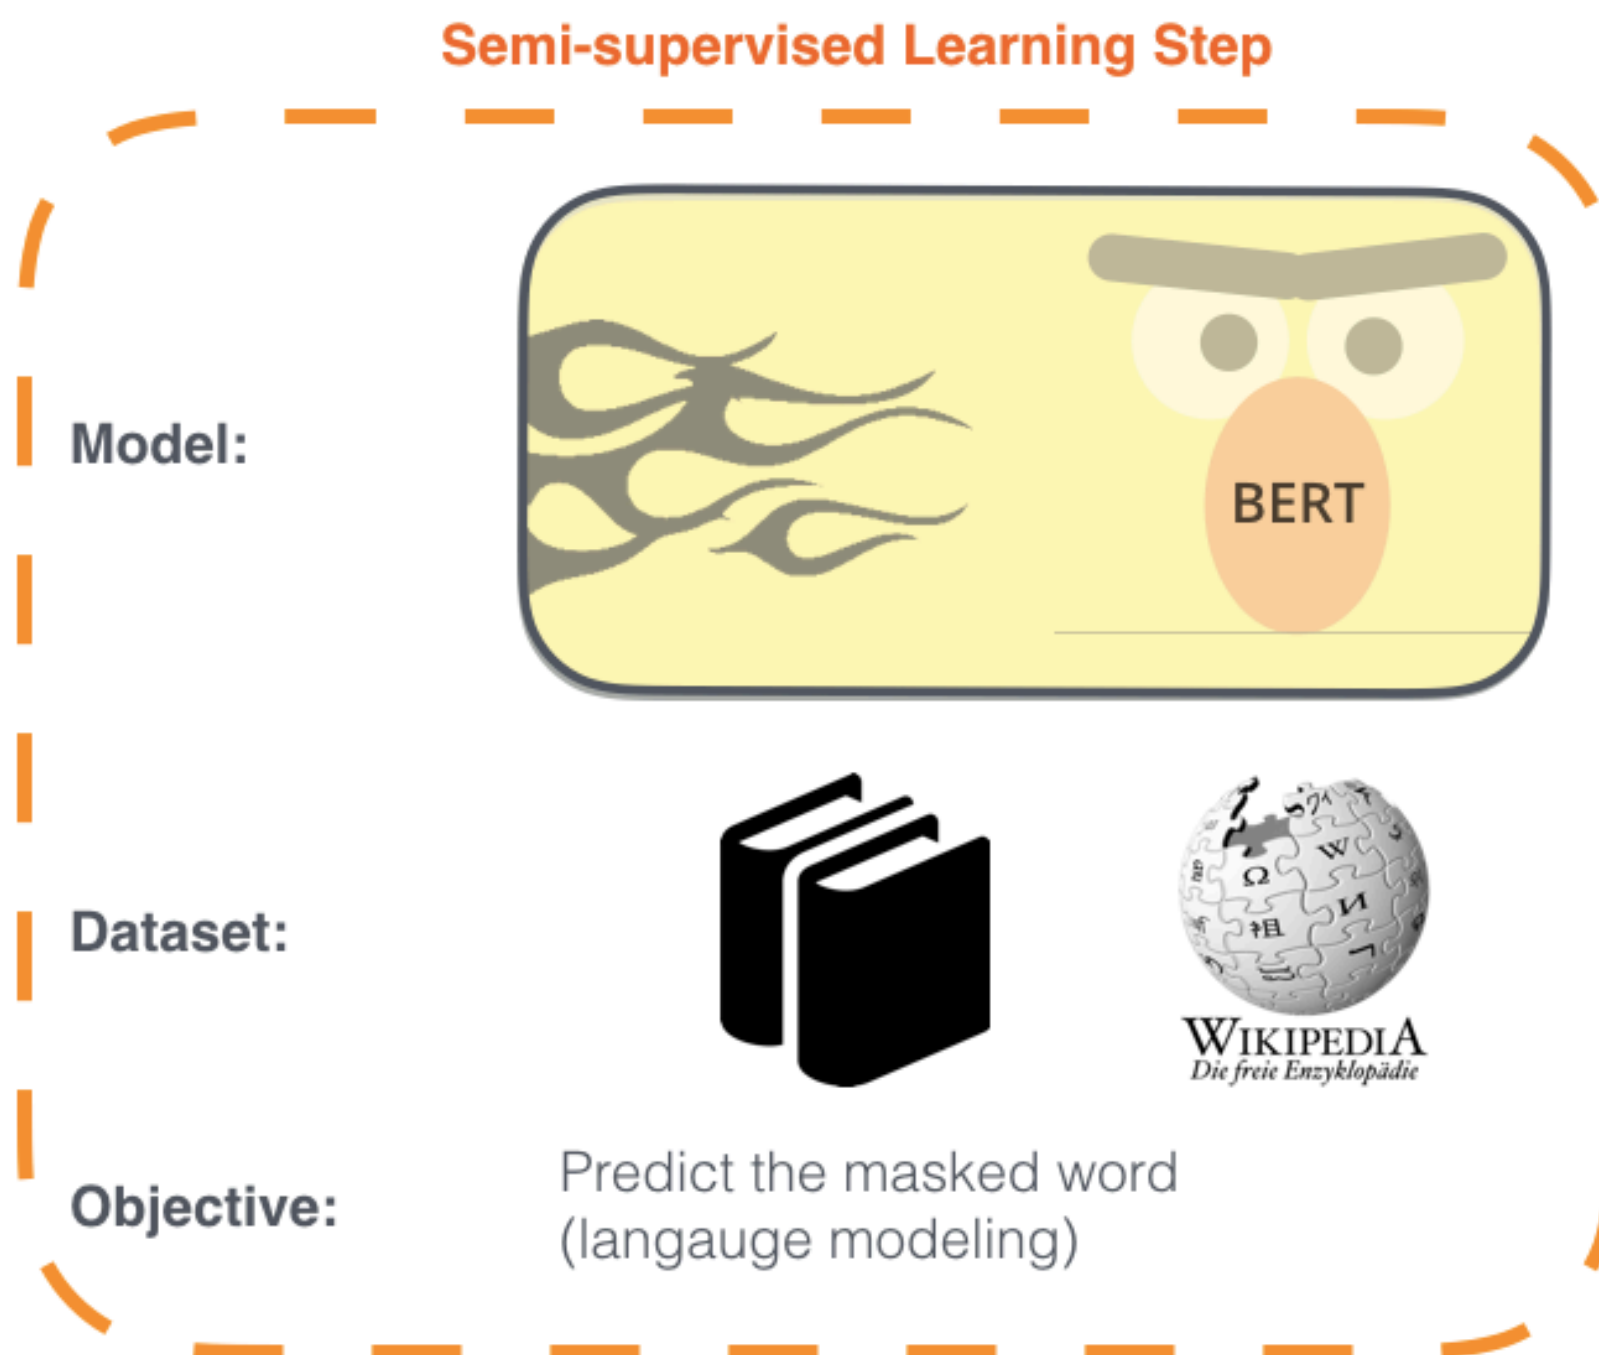 Semi-supervised Learning Step
Model:
BERT
Dataset:
WIKIPEDIA
Die freie Enzyklopädie
Objective:
Predict the masked word
(langauge modeling)